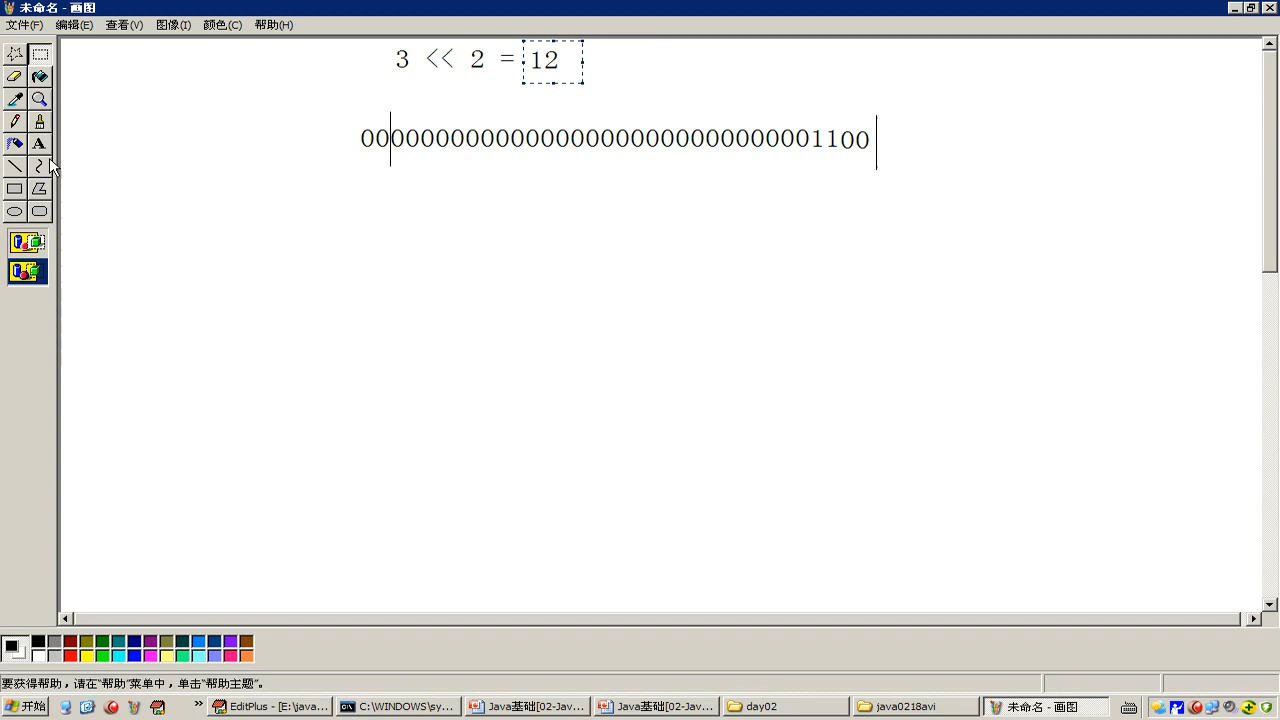 未命名 - 画图
文件(F) 编辑(E) 查看(V) 图像(I) 颜色(C) 帮助(H)
3 << 2 = 12
0000000000000000000000000000001100
要获得帮助，请在“帮助”菜单中，单击“帮助主题”。
开始 » EditPlus - [E:\java... C:\WINDOWS\sy... Java基础[02-Jav... Java基础[02-Jav... day02 java0218avi 未命名 - 画图